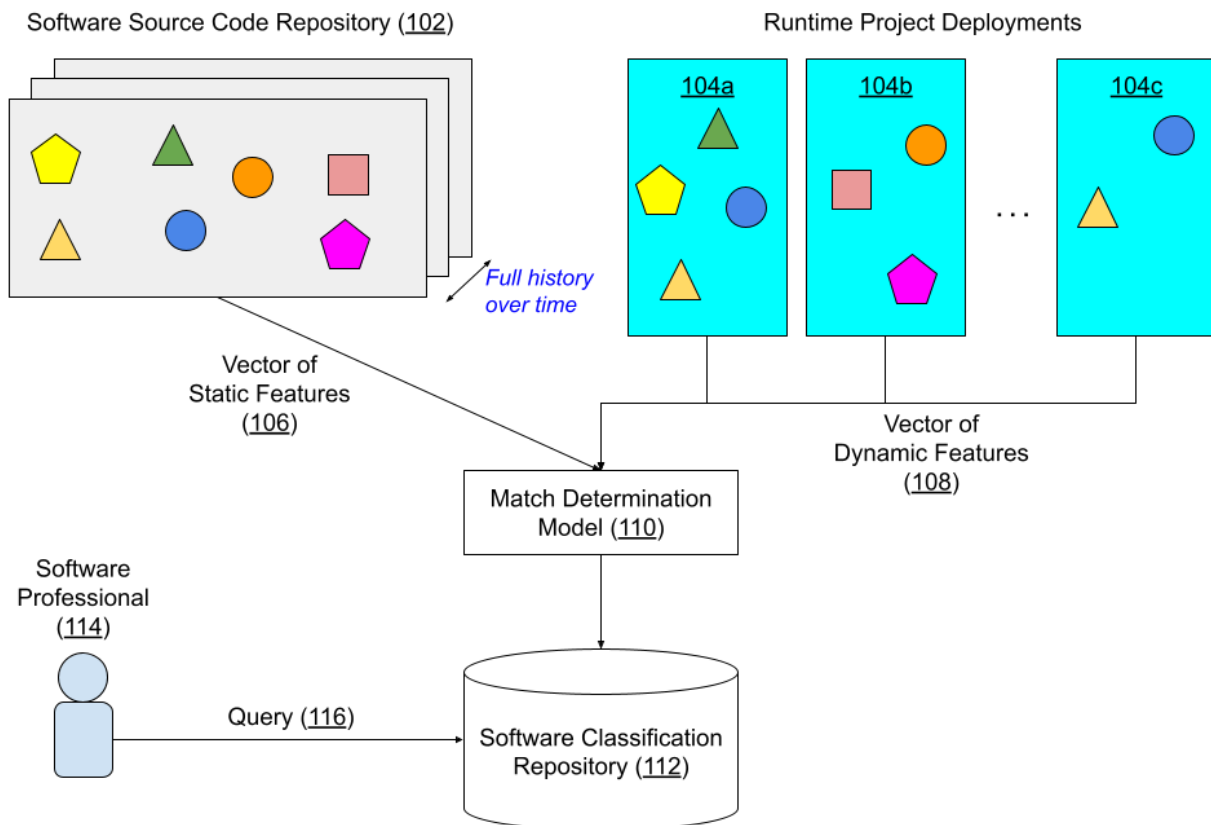 Software Source Code Repository (102)
Runtime Project Deployments
104a
104b
104c
...
Full history
over time
Vector of
Static Features
(106)
Vector of
Dynamic Features
(108)
Match Determination
Model (110)
Software
Professional
(114)
Query (116)
Software Classification
Repository (112)